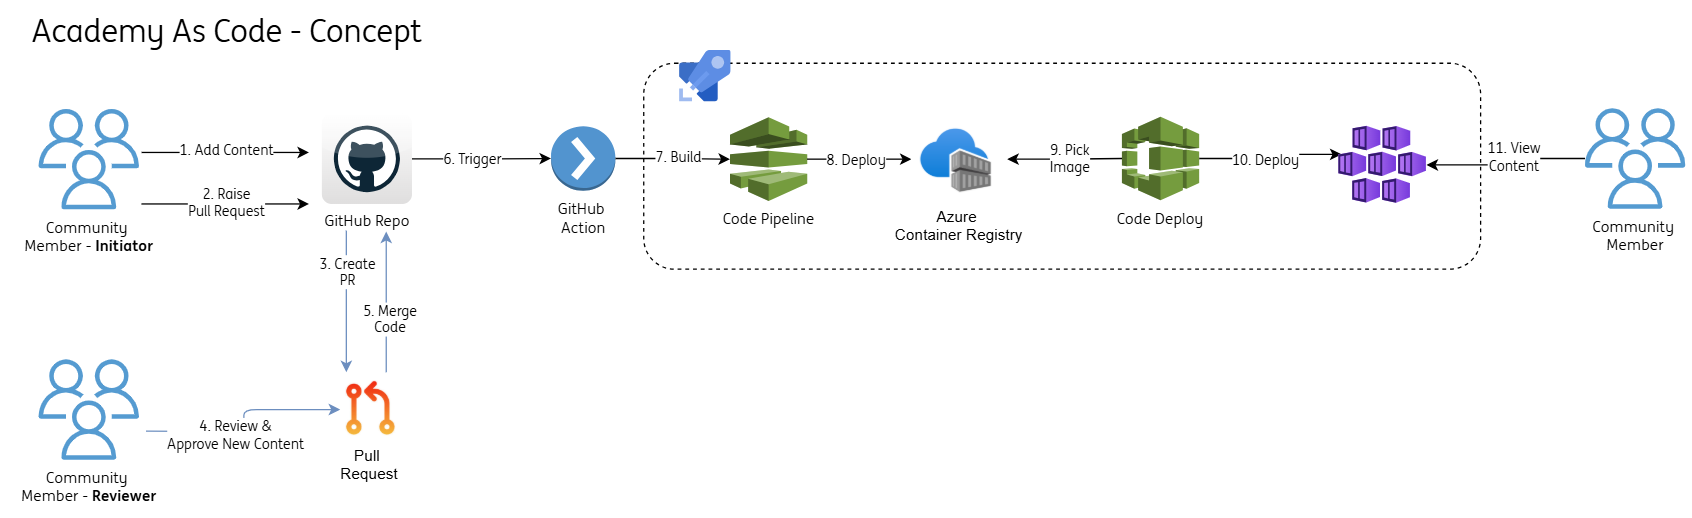 Academy As Code - Concept
1. Add Content
2. Raise
Pull Request
Community
Member - Initiator
GitHub Repo
3. Create
PR
5. Merge
Code
4. Review &
Approve New Content
Community
Member - Reviewer
Pull
Request
6. Trigger
GitHub
Action
7. Build
Code Pipeline
8. Deploy
Azure
Container Registry
9. Pick
Image
Code Deploy
10. Deploy
11. View
Content
Community
Member